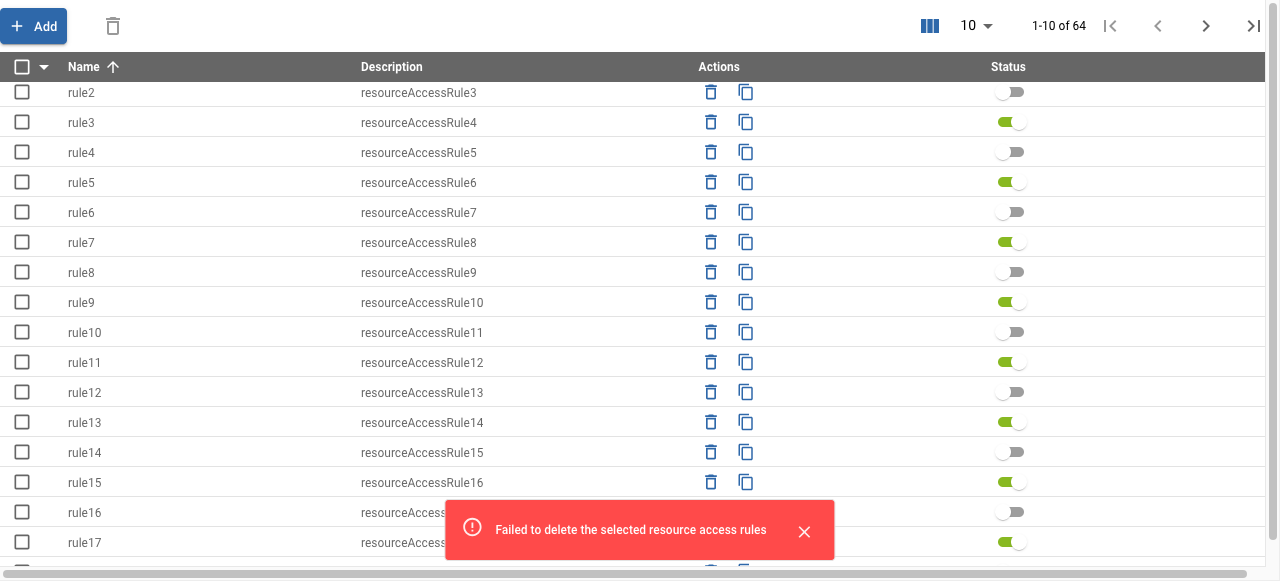 Add 10 1-10 of 64
Name Description Actions Status
rule2 resourceAccessRule3
rule3 resourceAccessRule4
rule4 resourceAccessRule5
rule5 resourceAccessRule6
rule6 resourceAccessRule7
rule7 resourceAccessRule8
rule8 resourceAccessRule9
rule9 resourceAccessRule10
rule10 resourceAccessRule11
rule11 resourceAccessRule12
rule12 resourceAccessRule13
rule13 resourceAccessRule14
rule14 resourceAccessRule15
rule15 resourceAccessRule16
rule16 resourceAccess
Failed to delete the selected resource access rules
rule17 resourceAccess